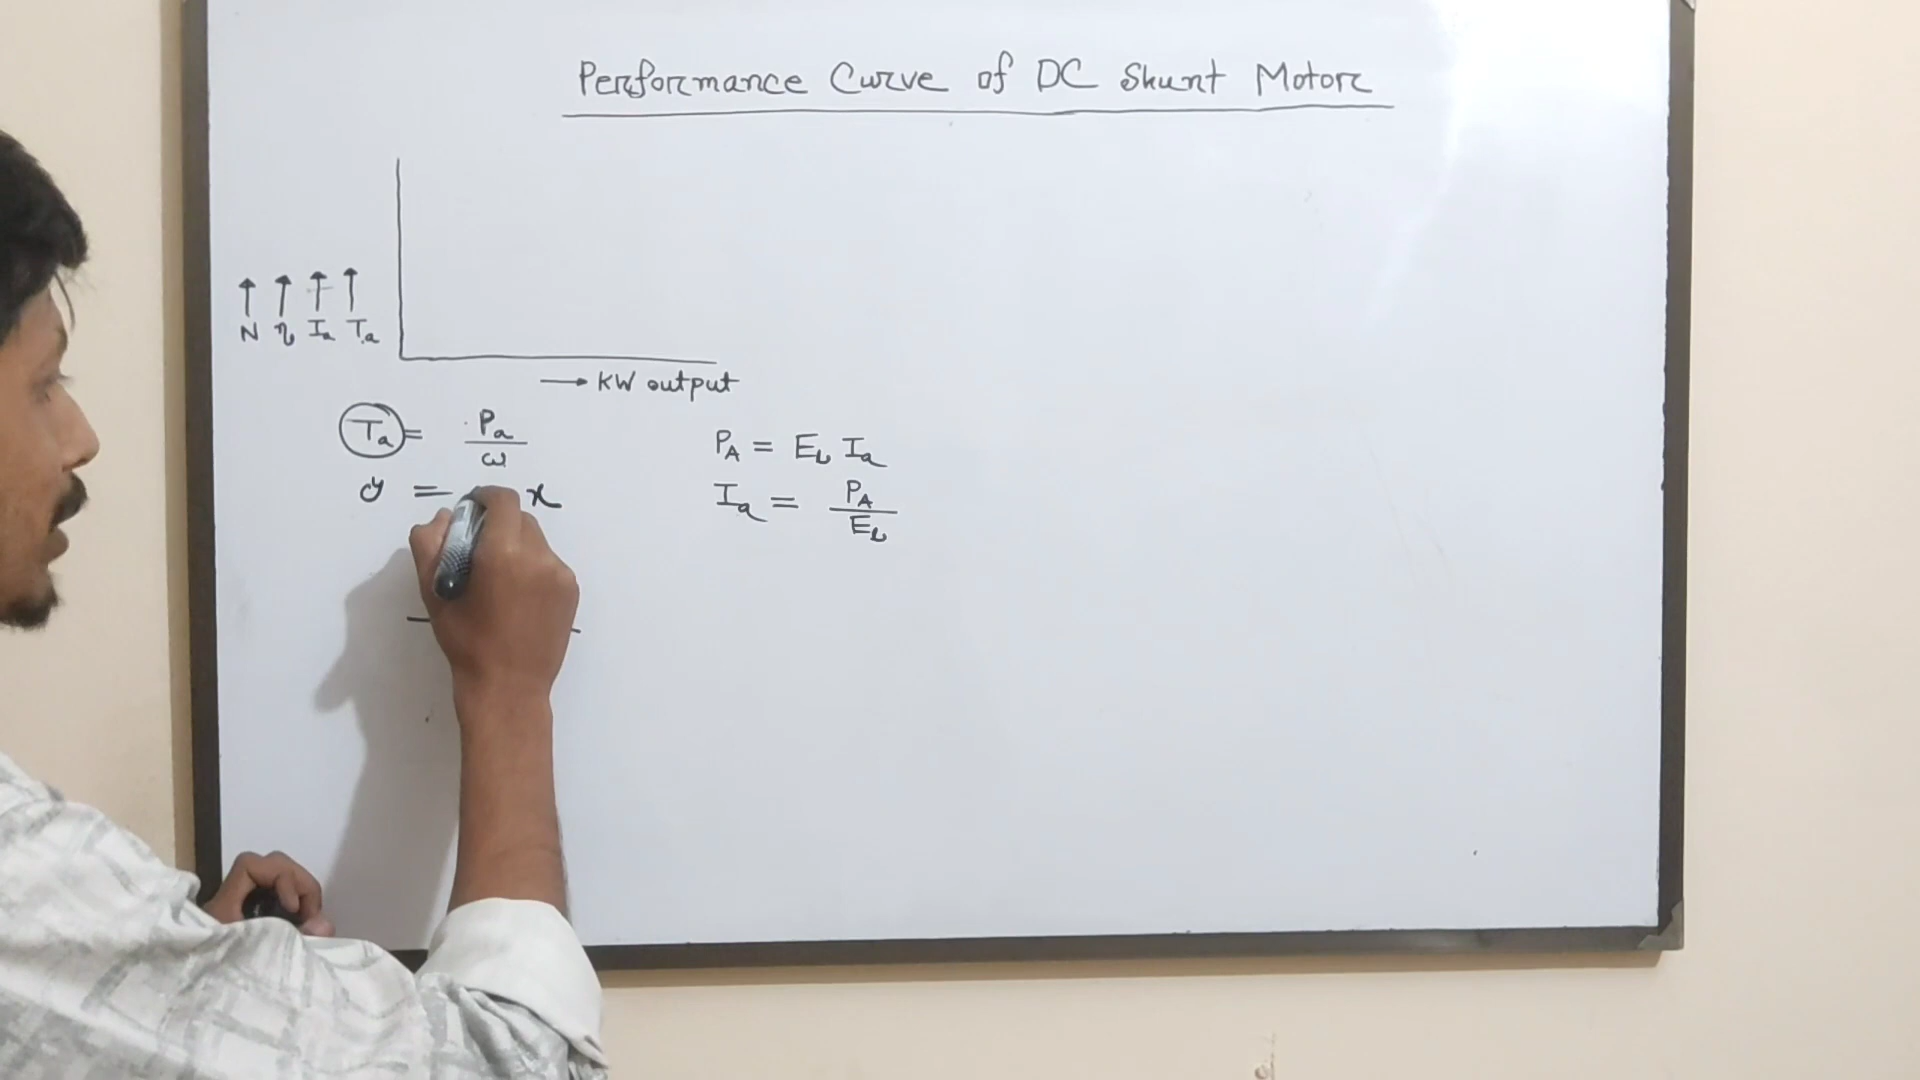 Performance Curve of DC Shunt Motor
N η Ia Ta
→ KW output
Ta = Pa / ω
PA = Eb Ia
y = x
Ia = PA / Eb